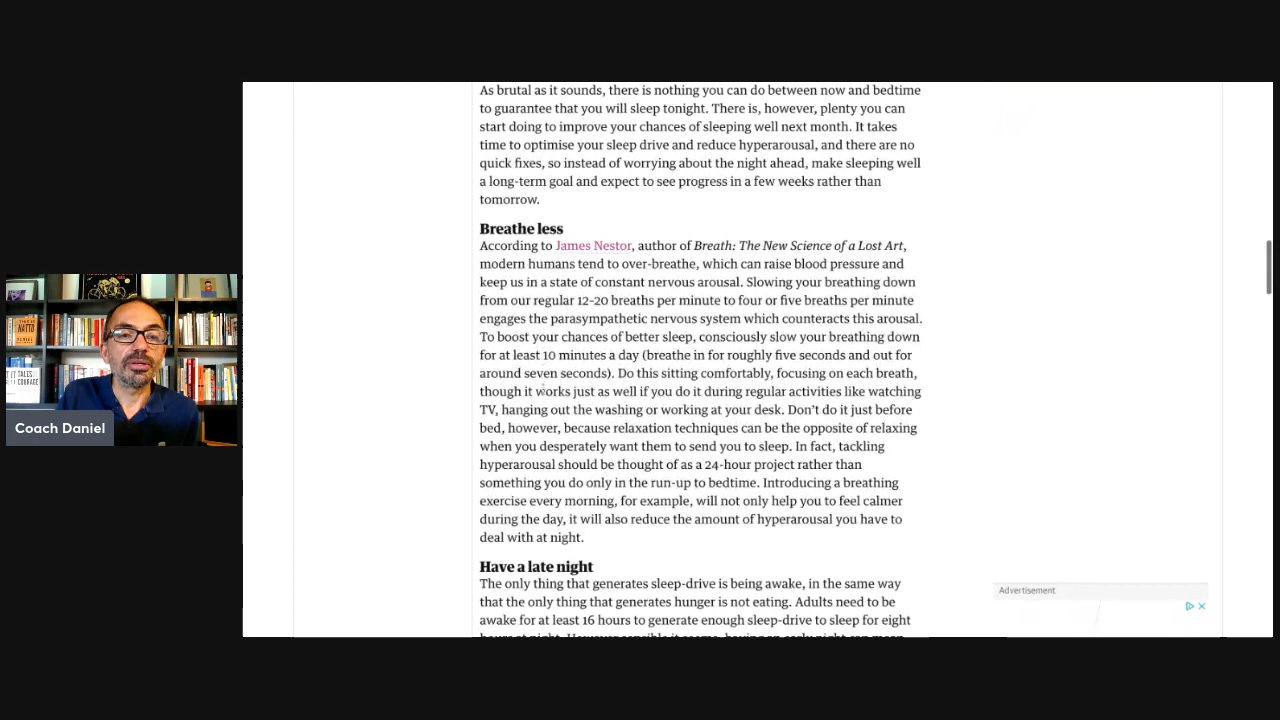 As brutal as it sounds, there is nothing you can do between now and bedtime
to guarantee that you will sleep tonight. There is, however, plenty you can
start doing to improve your chances of sleeping well next month. It takes
time to optimise your sleep drive and reduce hyperarousal, and there are no
quick fixes, so instead of worrying about the night ahead, make sleeping well
a long-term goal and expect to see progress in a few weeks rather than
tomorrow.
Breathe less
According to James Nestor, author of Breath: The New Science of a Lost Art,
modern humans tend to over-breathe, which can raise blood pressure and
keep us in a state of constant nervous arousal. Slowing your breathing down
from our regular 12-20 breaths per minute to four or five breaths per minute
engages the parasympathetic nervous system which counteracts this arousal.
To boost your chances of better sleep, consciously slow your breathing down
for at least 10 minutes a day (breathe in for roughly five seconds and out for
around seven seconds). Do this sitting comfortably, focusing on each breath,
though it works just as well if you do it during regular activities like watching
TV, hanging out the washing or working at your desk. Don't do it just before
bed, however, because relaxation techniques can be the opposite of relaxing
when you desperately want them to send you to sleep. In fact, tackling
hyperarousal should be thought of as a 24-hour project rather than
something you do only in the run-up to bedtime. Introducing a breathing
exercise every morning, for example, will not only help you to feel calmer
during the day, it will also reduce the amount of hyperarousal you have to
deal with at night.
Have a late night
The only thing that generates sleep-drive is being awake, in the same way
that the only thing that generates hunger is not eating. Adults need to be
awake for at least 16 hours to generate enough sleep-drive to sleep for eight
Advertisement
NATTO
TALES
COURAGE
Coach Daniel